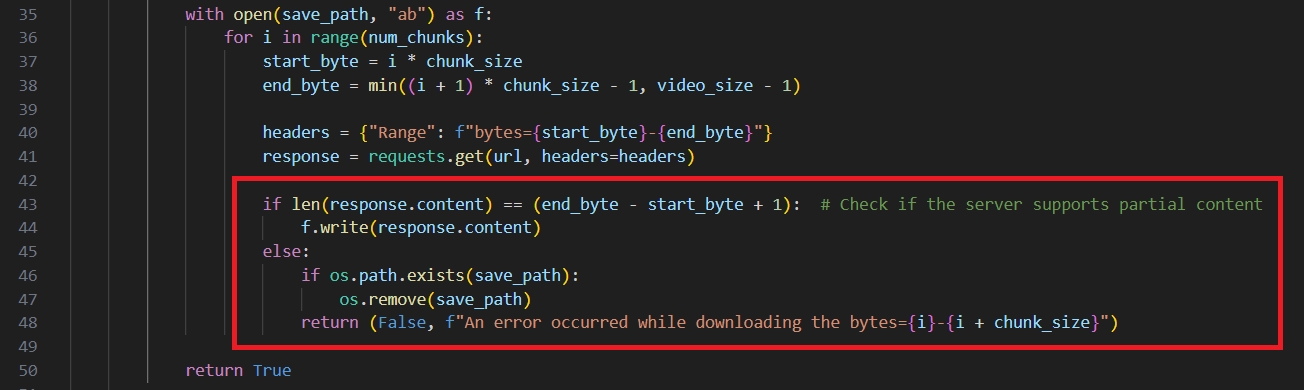 35 with open(save_path, "ab") as f:
36 for i in range(num_chunks):
37 start_byte = i * chunk_size
38 end_byte = min((i + 1) * chunk_size - 1, video_size - 1)
39
40 headers = {"Range": f"bytes={start_byte}-{end_byte}"}
41 response = requests.get(url, headers=headers)
42
43 if len(response.content) == (end_byte - start_byte + 1):  # Check if the server supports partial content
44 f.write(response.content)
45 else:
46 if os.path.exists(save_path):
47 os.remove(save_path)
48 return (False, f"An error occurred while downloading the bytes={i}-{i + chunk_size}")
49
50 return True